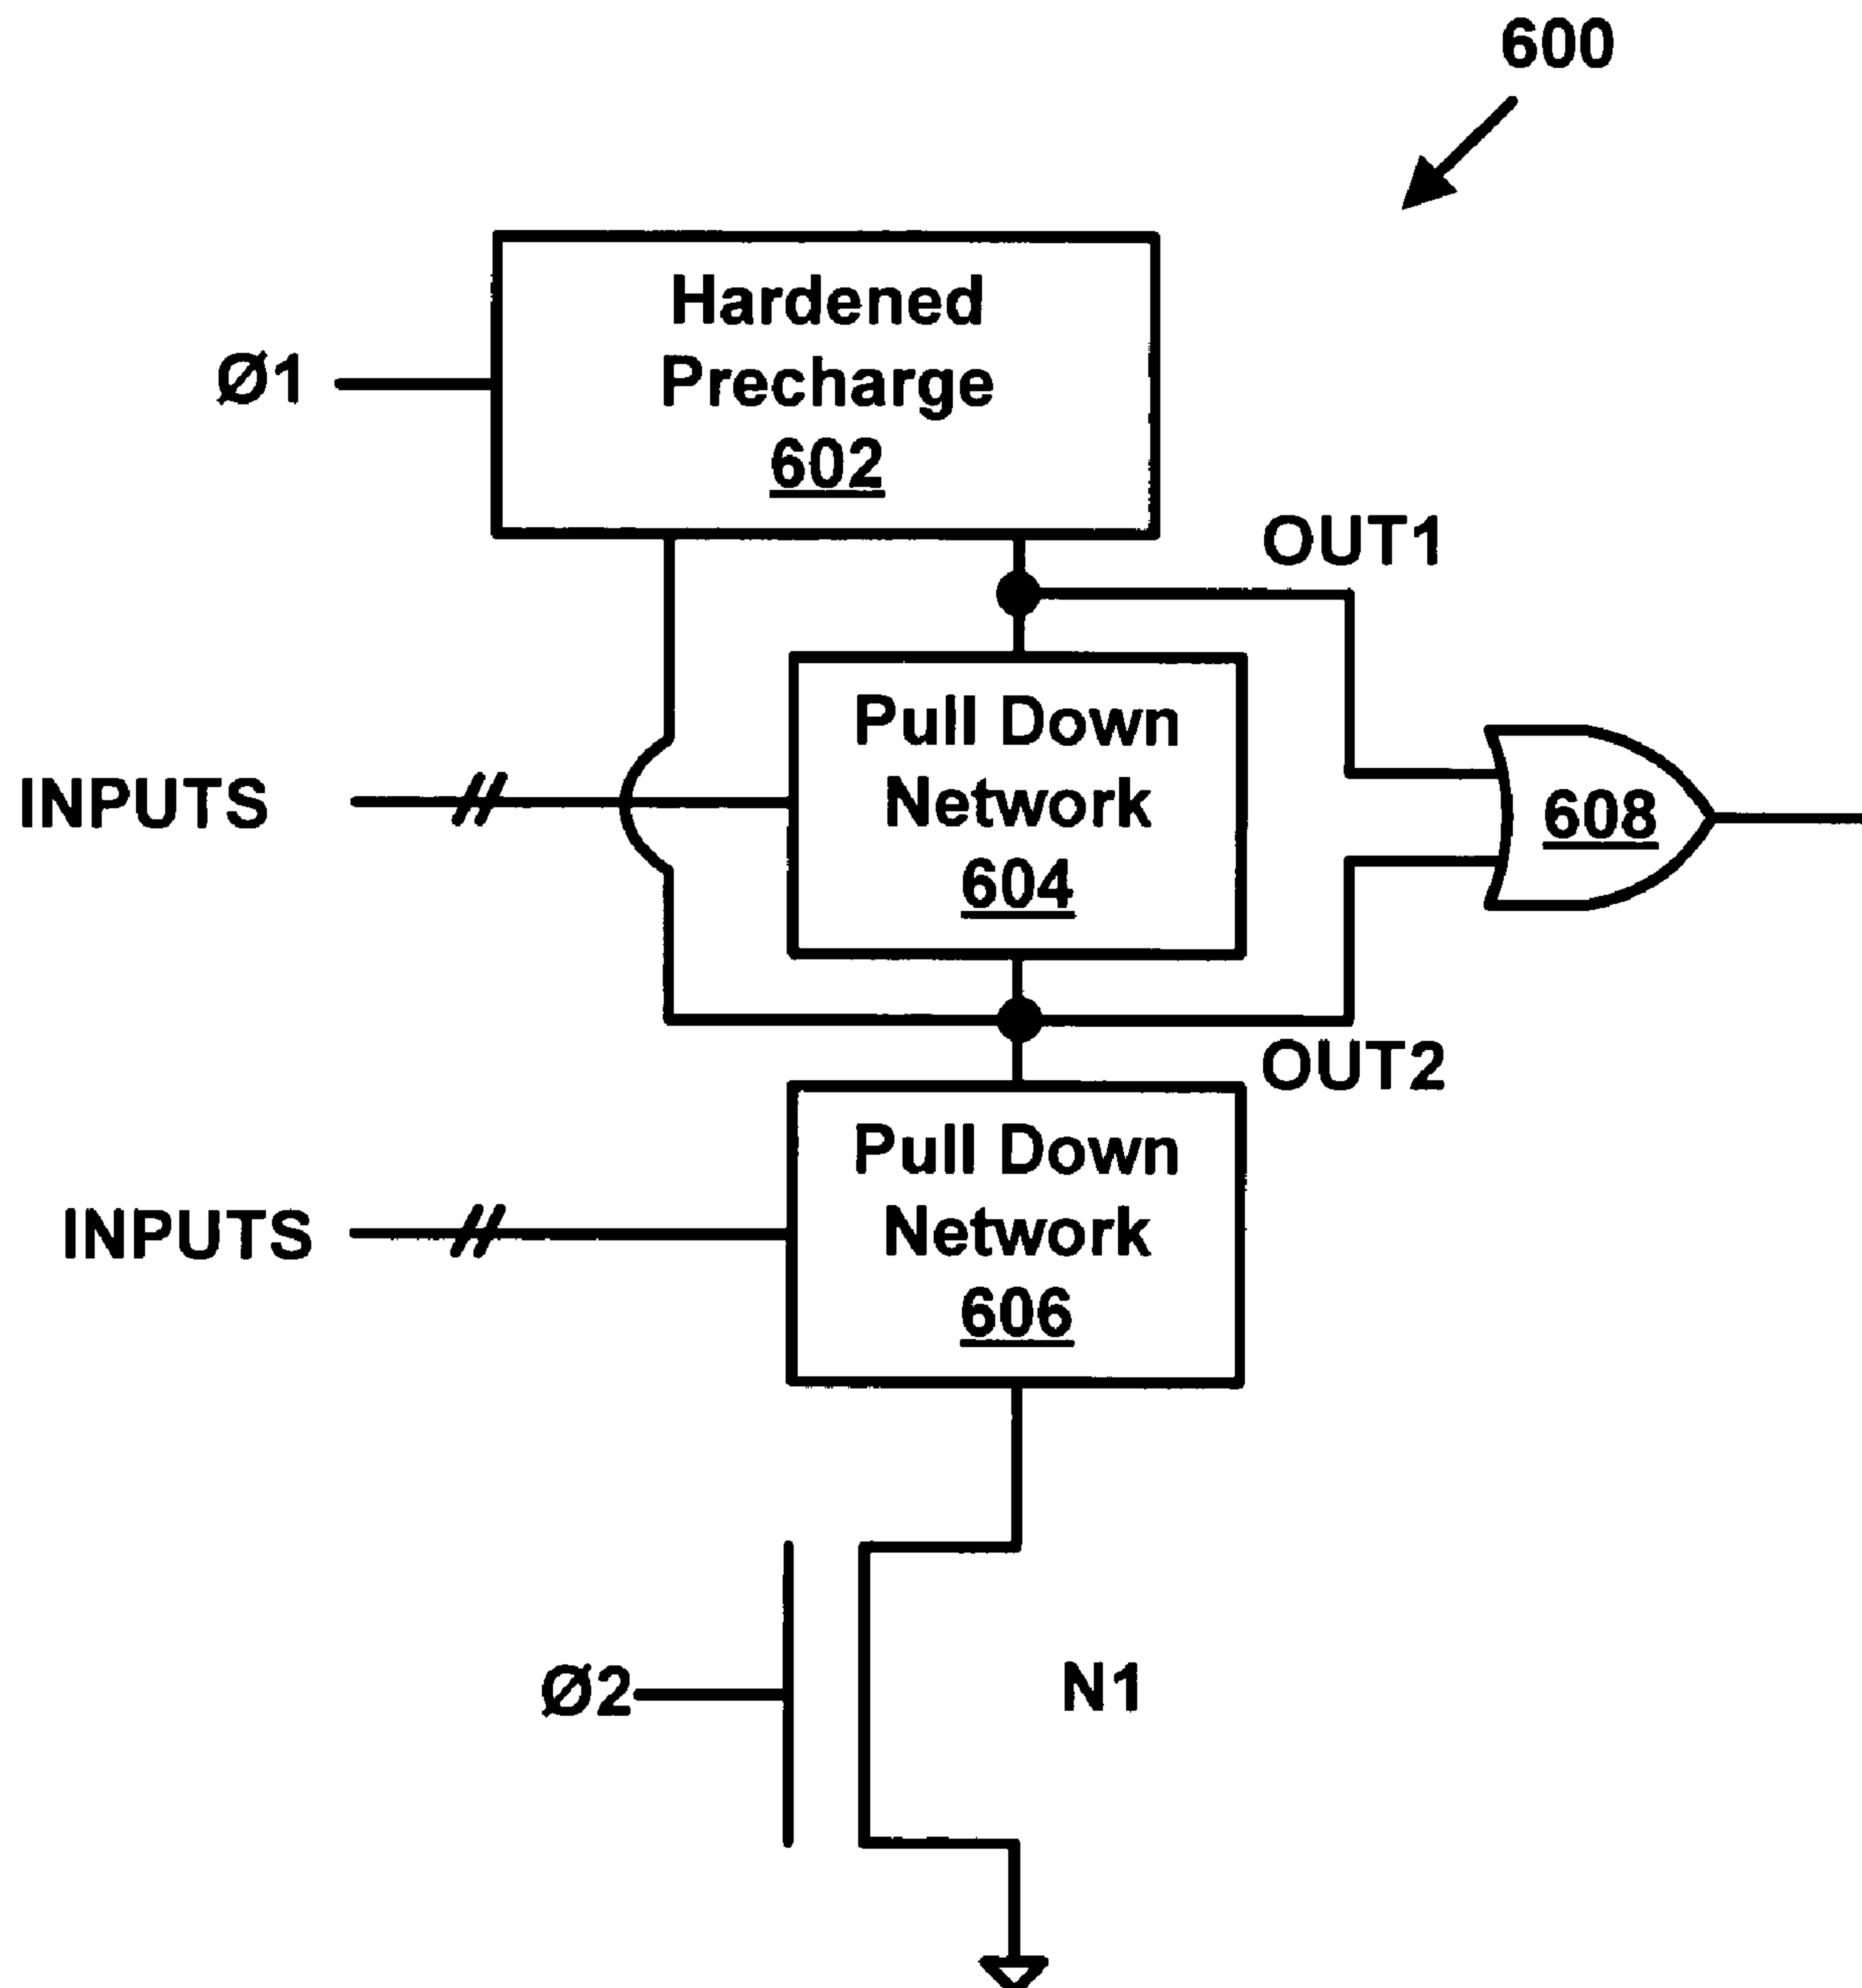 600
Hardened
Precharge
602
Ø1
OUT1
Pull Down
Network
604
INPUTS
608
OUT2
Pull Down
Network
606
INPUTS
Ø2
N1